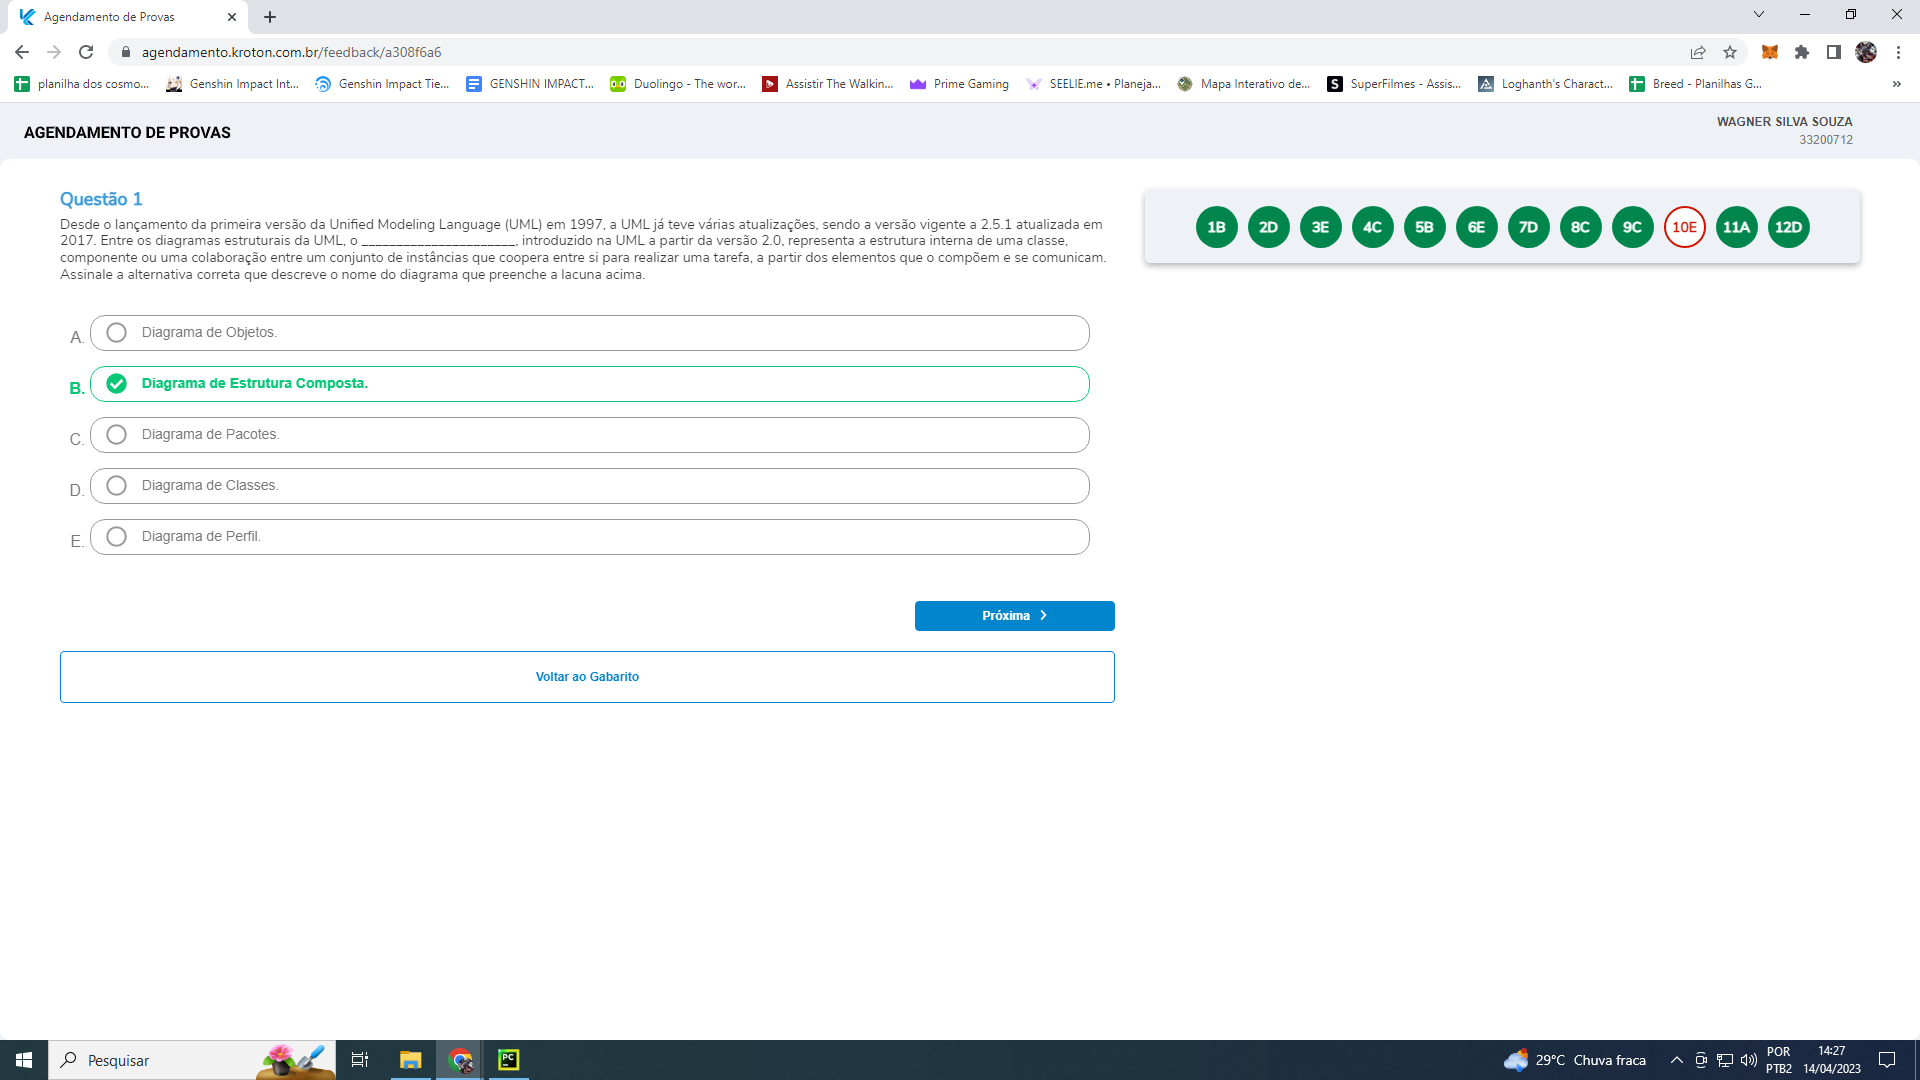 Agendamento de Provas
agendamento.kroton.com.br/feedback/a308f6a6
planilha dos cosmo... Genshin Impact Int... Genshin Impact Tie... GENSHIN IMPACT... Duolingo - The wor... Assistir The Walkin... Prime Gaming SEELIE.me • Planeja... Mapa Interativo de... S SuperFilmes - Assis... Loghanth's Charact... Breed - Planilhas G... »
AGENDAMENTO DE PROVAS
WAGNER SILVA SOUZA
33200712
Questão 1
Desde o lançamento da primeira versão da Unified Modeling Language (UML) em 1997, a UML já teve várias atualizações, sendo a versão vigente a 2.5.1 atualizada em
2017. Entre os diagramas estruturais da UML, o ______________________, introduzido na UML a partir da versão 2.0, representa a estrutura interna de uma classe,
componente ou uma colaboração entre um conjunto de instâncias que coopera entre si para realizar uma tarefa, a partir dos elementos que o compõem e se comunicam.
Assinale a alternativa correta que descreve o nome do diagrama que preenche a lacuna acima.
1B 2D 3E 4C 5B 6E 7D 8C 9C 10E 11A 12D
A. Diagrama de Objetos.
B. Diagrama de Estrutura Composta.
C. Diagrama de Pacotes.
D. Diagrama de Classes.
E. Diagrama de Perfil.
Próxima
Voltar ao Gabarito
Pesquisar
PC
29°C Chuva fraca
POR
PTB2
14:27
14/04/2023